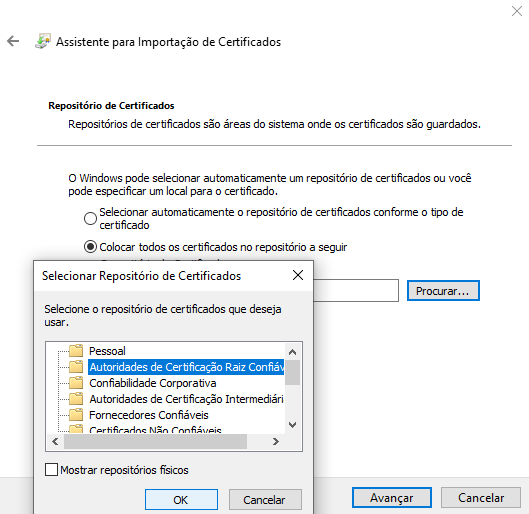 Assistente para Importação de Certificados
Repositório de Certificados
Repositórios de certificados são áreas do sistema onde os certificados são guardados.
O Windows pode selecionar automaticamente um repositório de certificados ou você
pode especificar um local para o certificado.
Selecionar automaticamente o repositório de certificados conforme o tipo de
certificado
Colocar todos os certificados no repositório a seguir
Procurar...
Selecionar Repositório de Certificados
Selecione o repositório de certificados que deseja
usar.
Pessoal
Autoridades de Certificação Raiz Confiáv
Confiabilidade Corporativa
Autoridades de Certificação Intermediári
Fornecedores Confiáveis
Certificados Não Confiáveis
Mostrar repositórios físicos
OK
Cancelar
Avançar
Cancelar